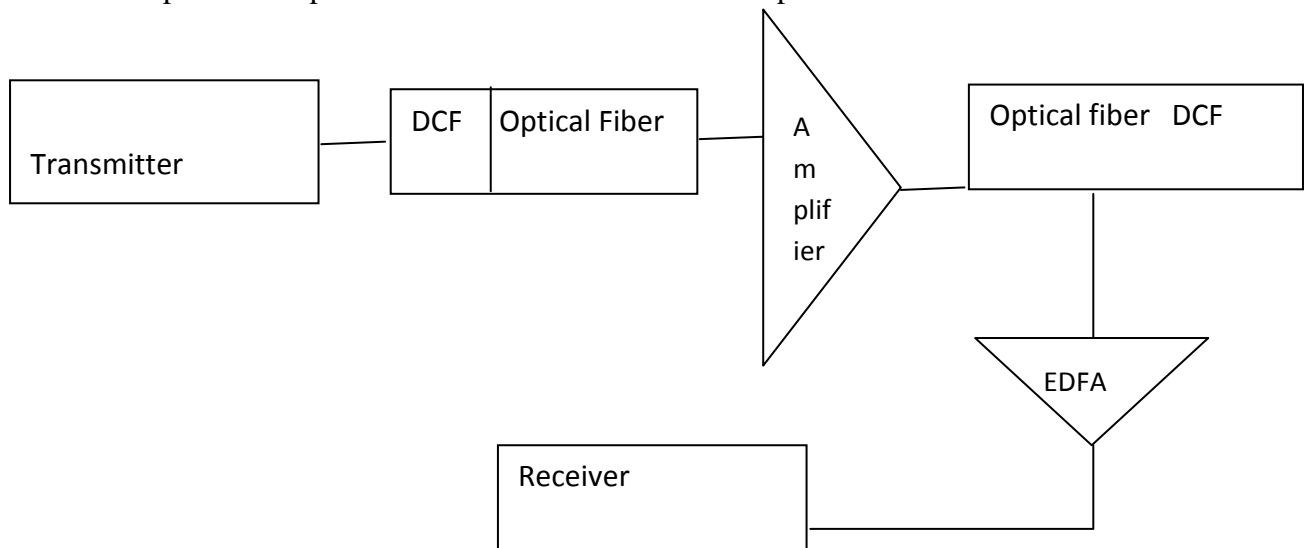 Transmitter
DCF Optical Fiber
A
m
plif
ier
Optical fiber DCF
EDFA
Receiver